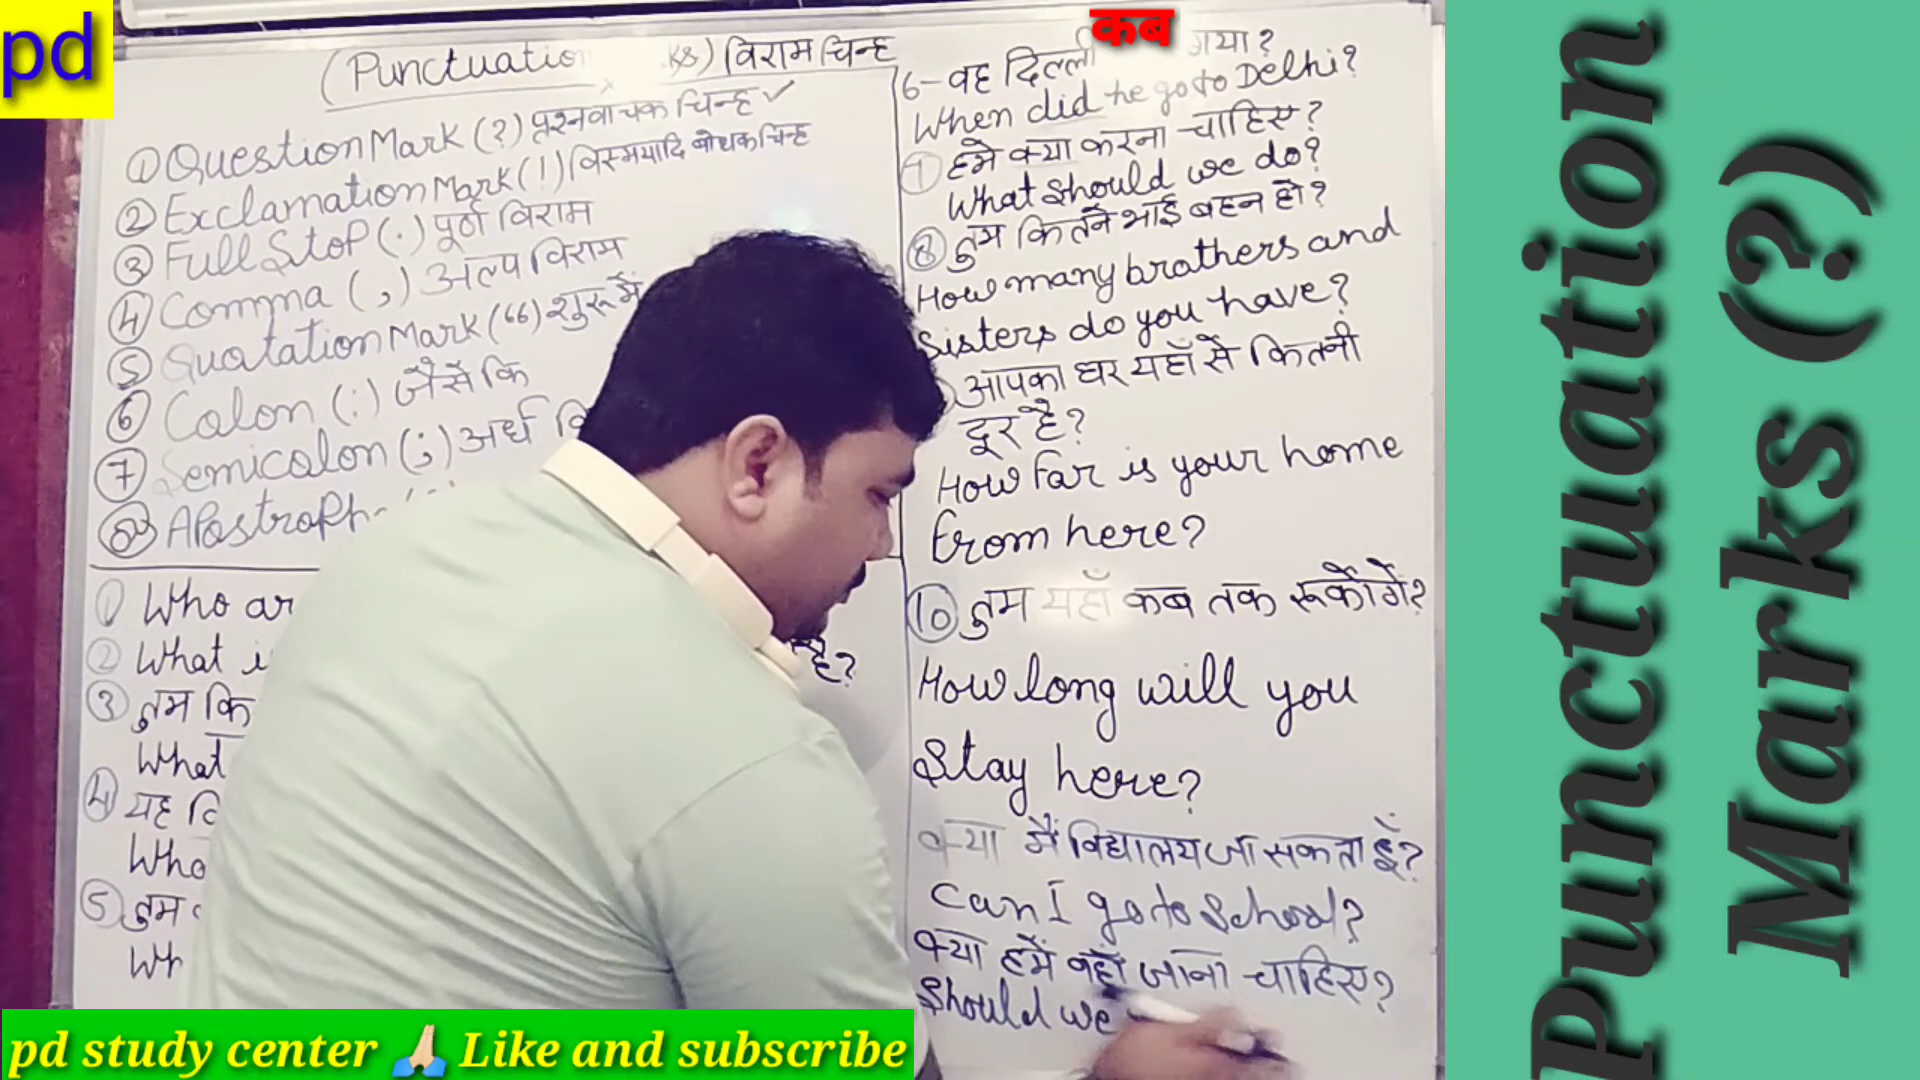 pd
(Punctuatio ks) विराम चिन्ह
① Question Mark (?) प्रश्नवाचक चिन्ह ✓
② Exclamation Mark (!) विस्मयादि बोधक चिन्ह
③ Full Stop (.) पूर्ण विराम
④ Comma (,) अल्प विराम
⑤ Quatation Mark (“) शुरू में
⑥ Colon (:) जैसे कि
⑦ Semicolon (;) अर्ध वि
⑧ Apostroph
① Who ar
② What i
है?
③ तुम कि
What
④ यह वि
Who
⑤ तुम
Wh
कब
6- वह दिल्ली गया?
When did he go to Delhi?
⑦ हमे क्या करना चाहिए?
What should we do?
⑧ तुम कितने भाई बहन हो?
How many brothers and
Sisters do you have?
आपका घर यहाँ से कितनी
दूर है?
How far is your home
from here?
⑩ तुम यहाँ कब तक रूकोगें?
How long will you
Stay here?
क्या मैं विद्यालय जा सकता हूँ?
Can I go to School?
क्या हमें वहाँ जाना चाहिए?
Should we
Punctuation
Marks (?)
pd study center 🙏 Like and subscribe